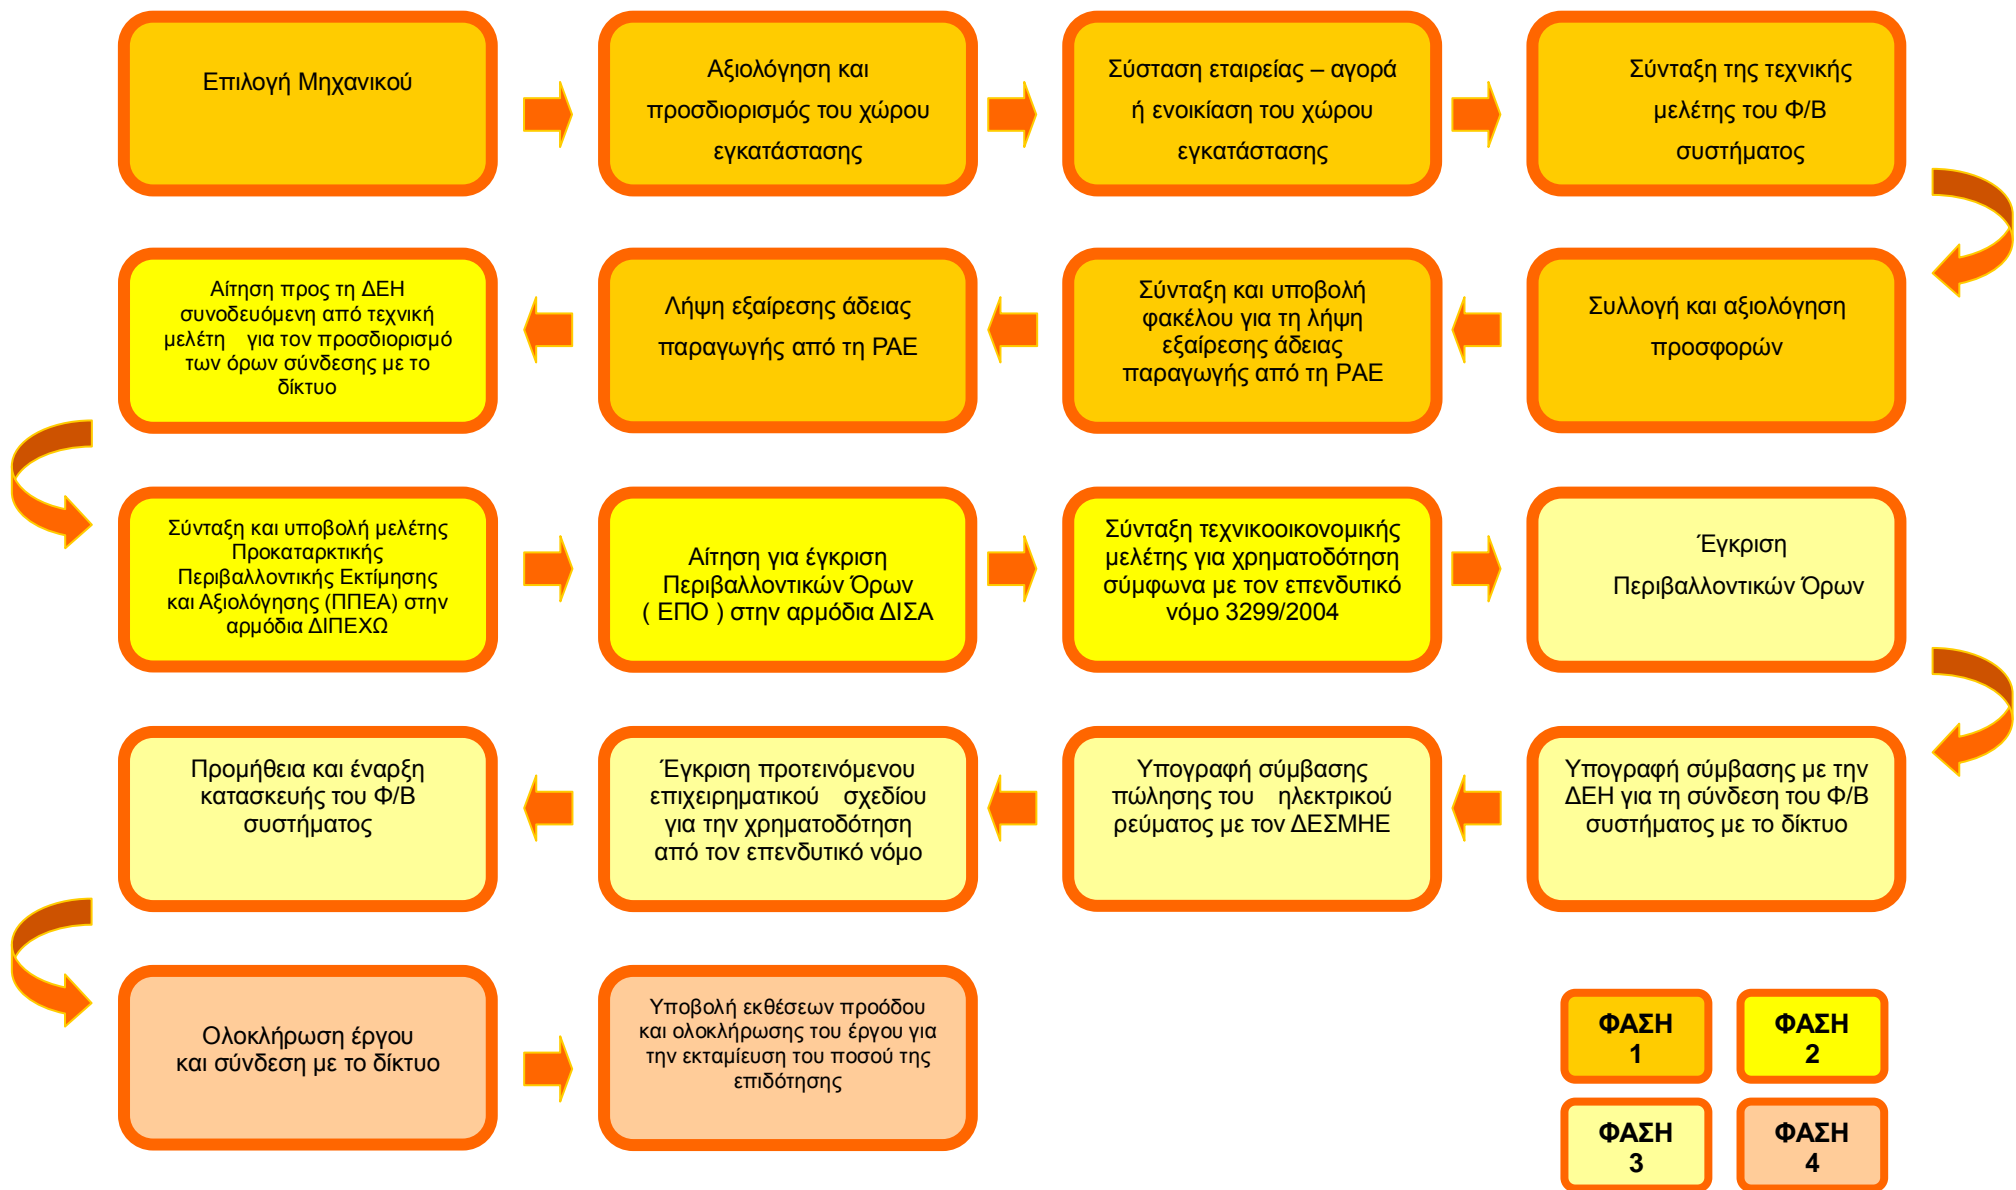 Επιλογή Μηχανικού
Αξιολόγηση και
προσδιορισμός του χώρου
εγκατάστασης
Σύσταση εταιρείας – αγορά
ή ενοικίαση του χώρου
εγκατάστασης
Σύνταξη της τεχνικής
μελέτης του Φ/Β
συστήματος
Συλλογή και αξιολόγηση
προσφορών
Σύνταξη και υποβολή
φακέλου για τη λήψη
εξαίρεσης άδειας
παραγωγής από τη ΡΑΕ
Λήψη εξαίρεσης άδειας
παραγωγής από τη ΡΑΕ
Αίτηση προς τη ΔΕΗ
συνοδευόμενη από τεχνική
μελέτη για τον προσδιορισμό
των όρων σύνδεσης με το
δίκτυο
Σύνταξη και υποβολή μελέτης
Προκαταρκτικής
Περιβαλλοντικής Εκτίμησης
και Αξιολόγησης (ΠΠΕΑ) στην
αρμόδια ΔΙΠΕΧΩ
Αίτηση για έγκριση
Περιβαλλοντικών Όρων
( ΕΠΟ ) στην αρμόδια ΔΙΣΑ
Σύνταξη τεχνικοοικονομικής
μελέτης για χρηματοδότηση
σύμφωνα με τον επενδυτικό
νόμο 3299/2004
Έγκριση
Περιβαλλοντικών Όρων
Υπογραφή σύμβασης με την
ΔΕΗ για τη σύνδεση του Φ/Β
συστήματος με το δίκτυο
Υπογραφή σύμβασης
πώλησης του ηλεκτρικού
ρεύματος με τον ΔΕΣΜΗΕ
Έγκριση προτεινόμενου
επιχειρηματικού σχεδίου
για την χρηματοδότηση
από τον επενδυτικό νόμο
Προμήθεια και έναρξη
κατασκευής του Φ/Β
συστήματος
Ολοκλήρωση έργου
και σύνδεση με το δίκτυο
Υποβολή εκθέσεων προόδου
και ολοκλήρωσης του έργου για
την εκταμίευση του ποσού της
επιδότησης
ΦΑΣΗ
1
ΦΑΣΗ
2
ΦΑΣΗ
3
ΦΑΣΗ
4